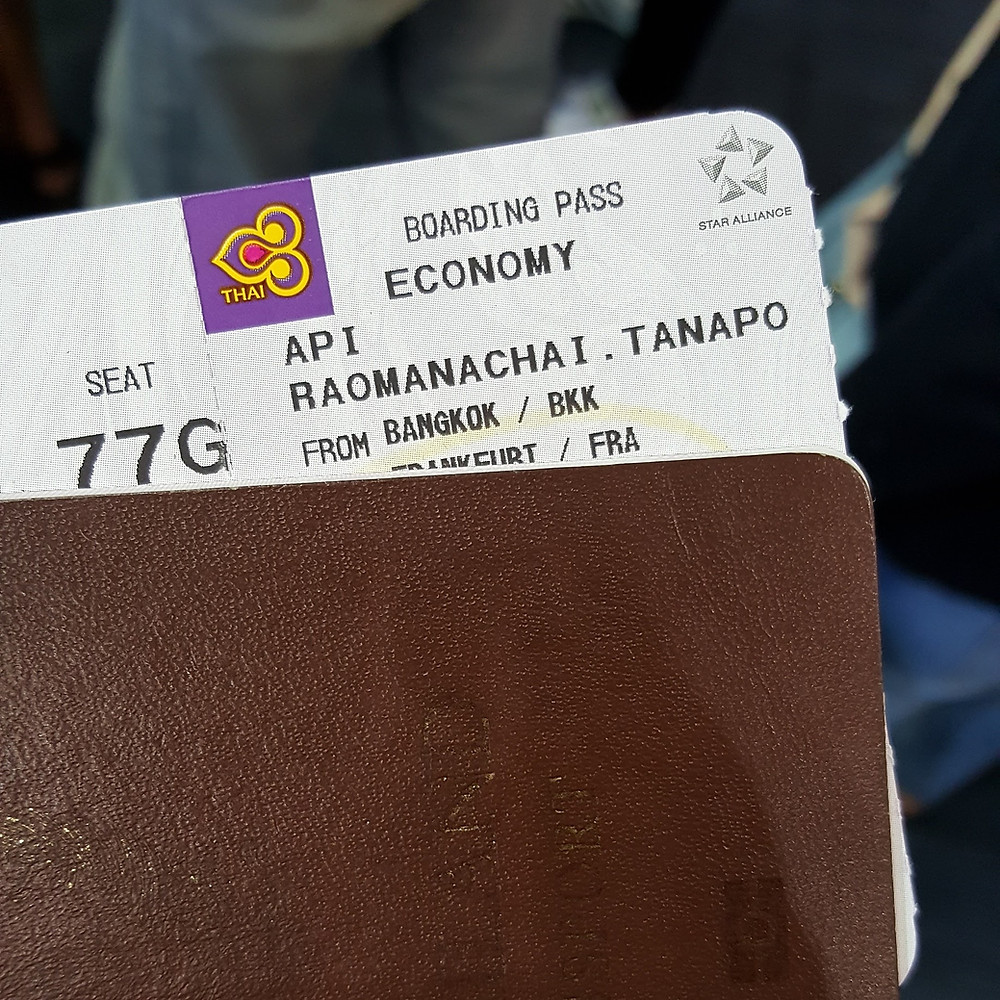 BOARDING PASS
STAR ALLIANCE
ECONOMY
THAI
API
RAOMANACHAI.TANAPO
SEAT
77G
FROM BANGKOK / BKK
FRANKFURT / FRA